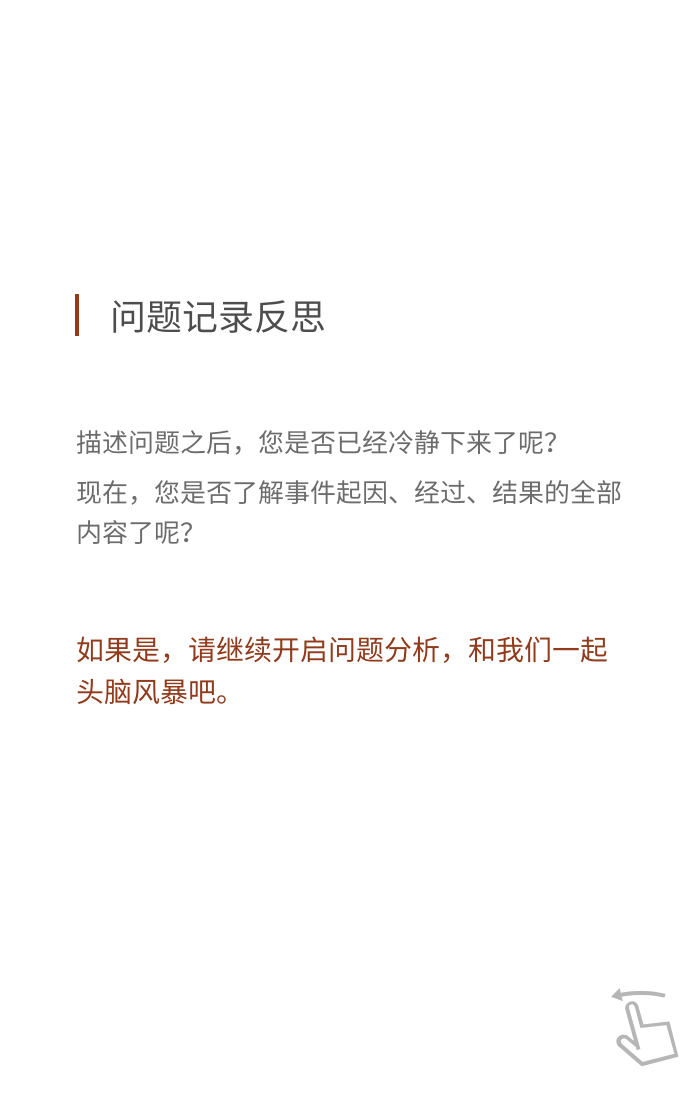 问题记录反思
描述问题之后，您是否已经冷静下来了呢？
现在，您是否了解事件起因、经过、结果的全部
内容了呢？
如果是，请继续开启问题分析，和我们一起
头脑风暴吧。